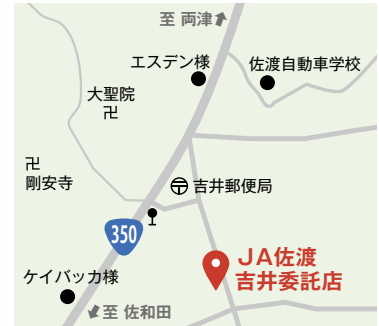 至 両津
エスデン様
佐渡自動車学校
大聖院
卍
卍
剛安寺
〒 吉井郵便局
350
JA佐渡
吉井委託店
ケイバッカ様
至 佐和田